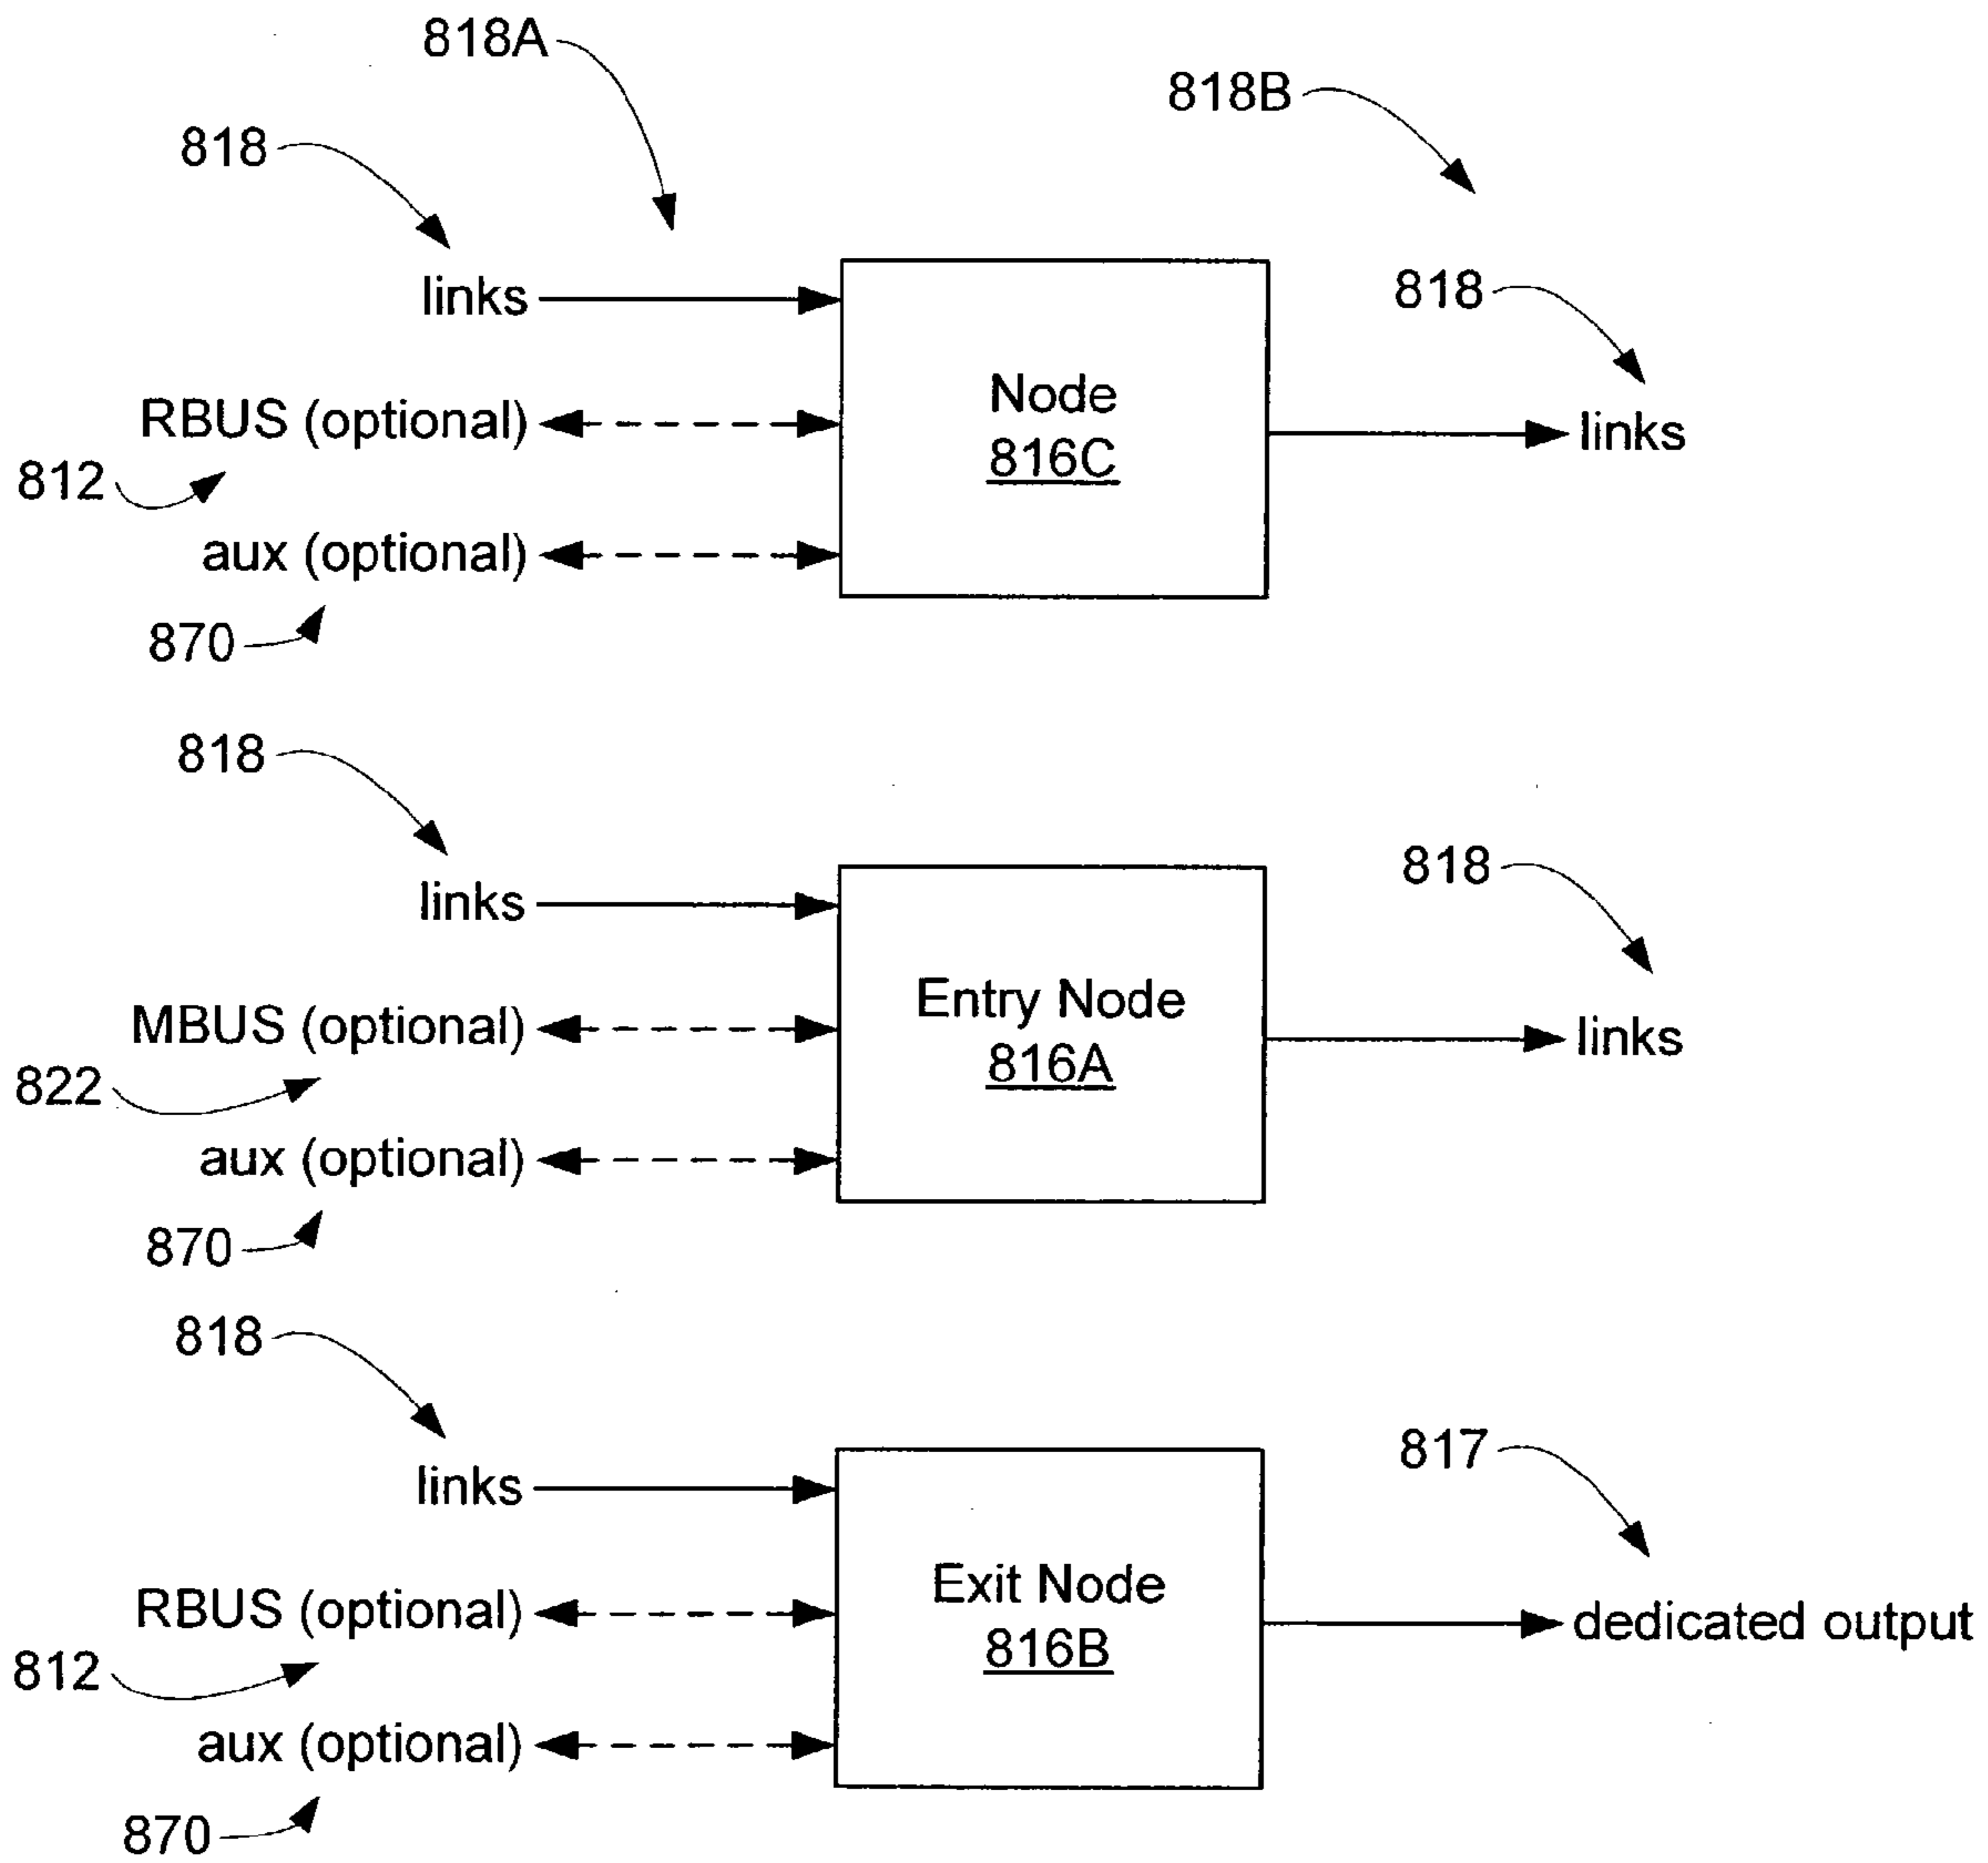 818A
818B
818
links
818
Node
816C
RBUS (optional)
links
812
aux (optional)
870
818
818
links
Entry Node
816A
MBUS (optional)
links
822
aux (optional)
870
818
817
links
Exit Node
816B
RBUS (optional)
dedicated output
812
aux (optional)
870